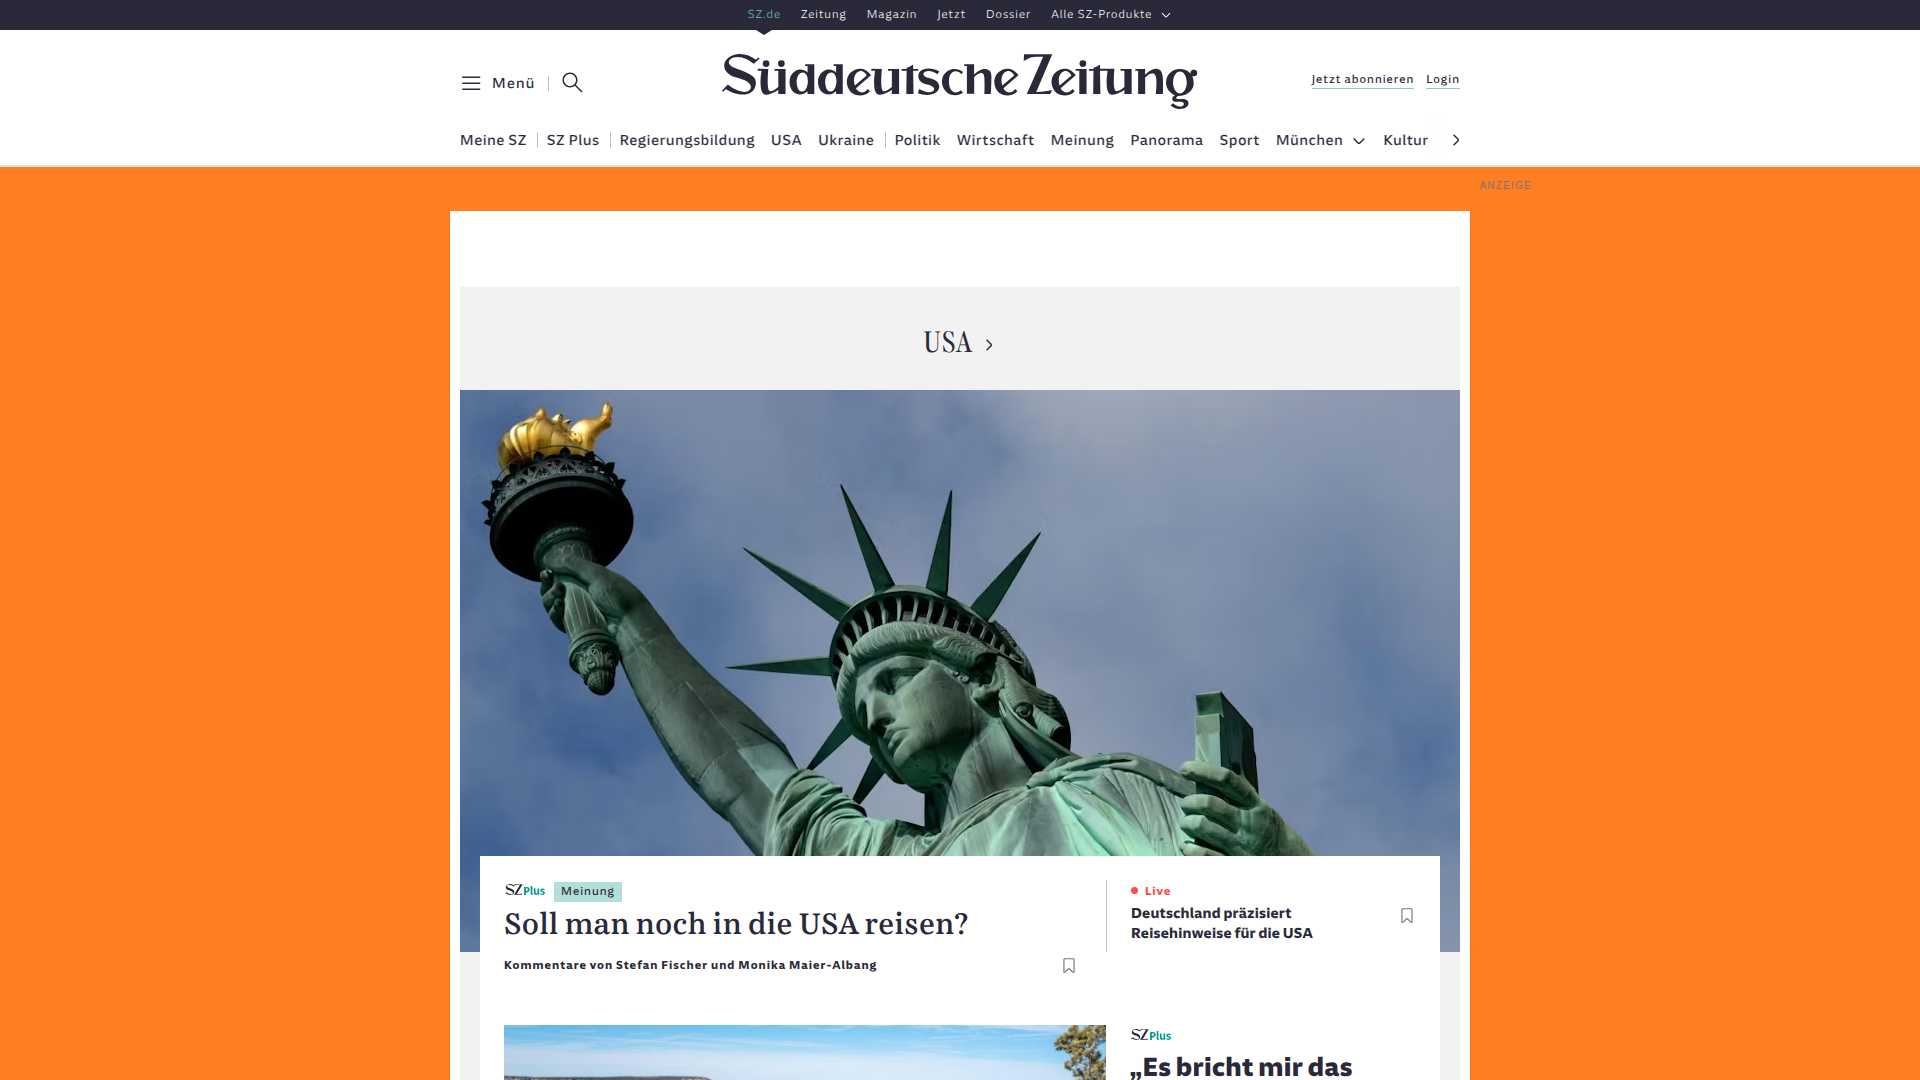 SZ.de Zeitung Magazin Jetzt Dossier Alle SZ-Produkte
Menü
Süddeutsche Zeitung
Jetzt abonnieren Login
Meine SZ SZ Plus Regierungsbildung USA Ukraine Politik Wirtschaft Meinung Panorama Sport München Kultur
ANZEIGE
USA
SZ Plus Meinung
Soll man noch in die USA reisen?
Kommentare von Stefan Fischer und Monika Maier-Albang
Live
Deutschland präzisiert
Reisehinweise für die USA
SZ Plus
„Es bricht mir das